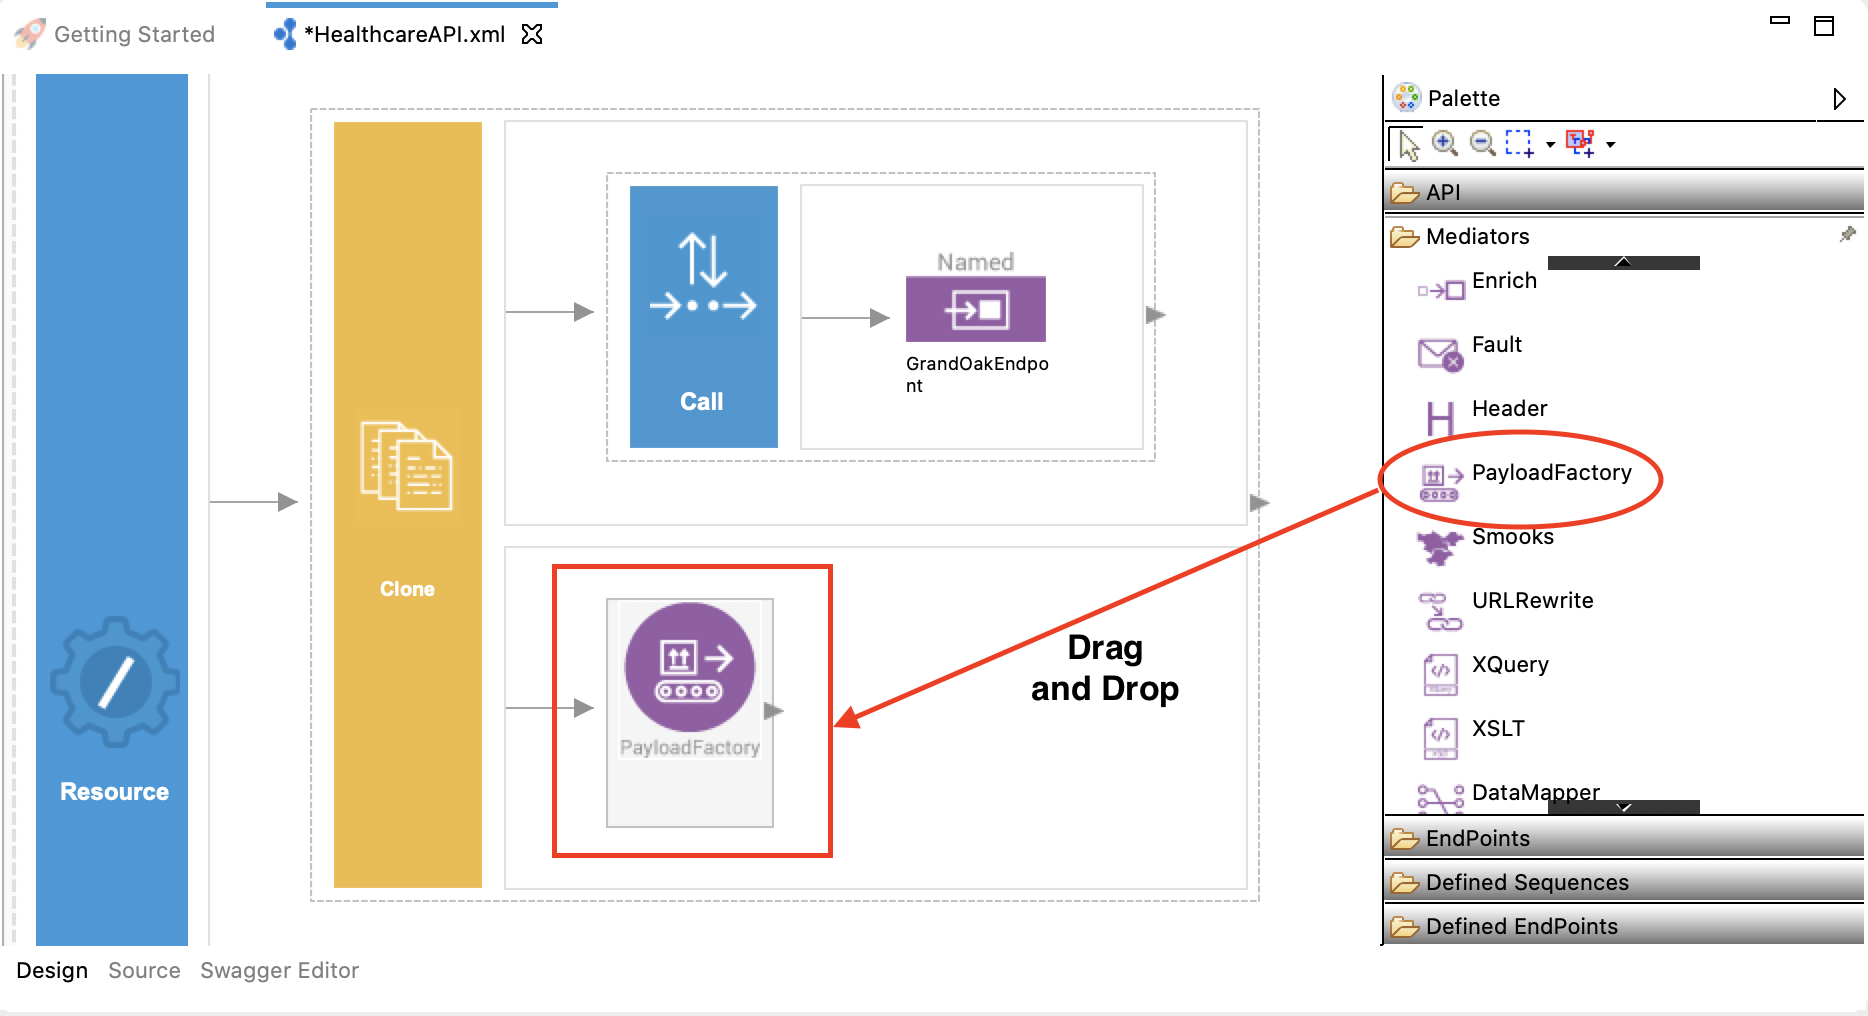 Getting Started
*HealthcareAPI.xml
Palette
API
Mediators
Enrich
Fault
Header
PayloadFactory
Smooks
URLRewrite
XQuery
XSLT
DataMapper
EndPoints
Defined Sequences
Defined EndPoints
Resource
Clone
Call
Named
GrandOakEndpo
nt
PayloadFactory
Drag
and Drop
Design
Source
Swagger Editor